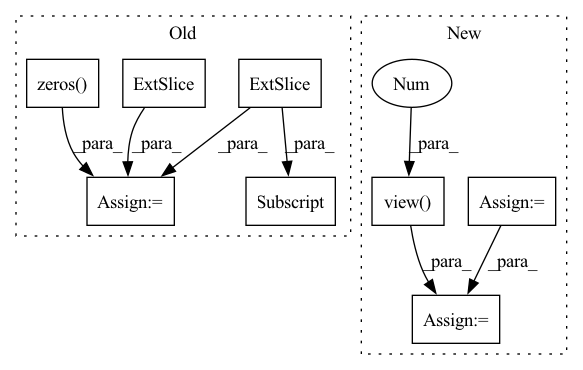 Old
New
zeros()
ExtSlice
ExtSlice
Num
_para_
_para_
_para_
_para_
_para_
Assign:=
Subscript
view()
Assign:=
_para_
_para_
Assign:=